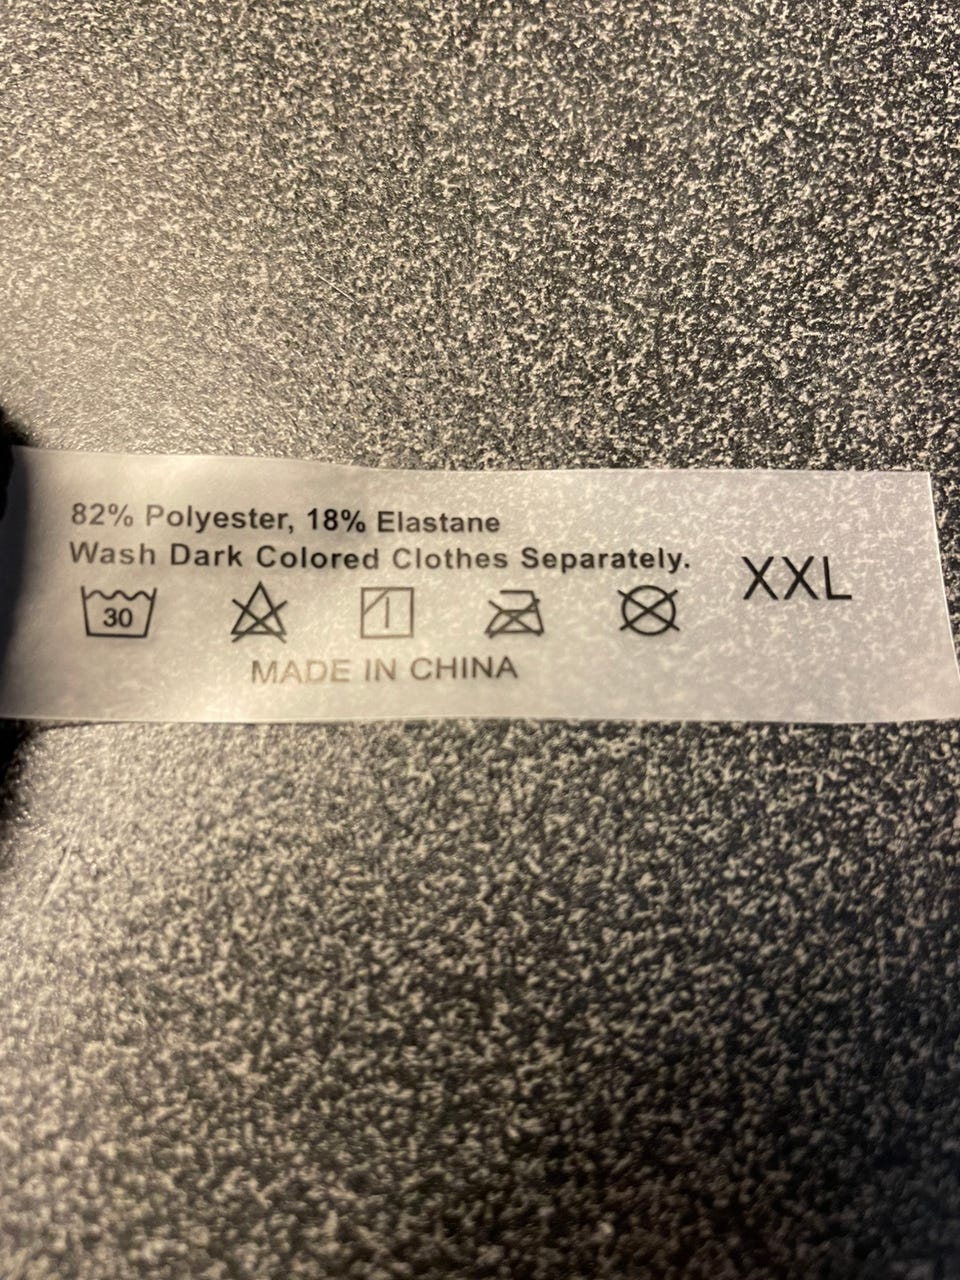 82% Polyester, 18% Elastane
Wash Dark Colored Clothes Separately.
XXL
30
MADE IN CHINA